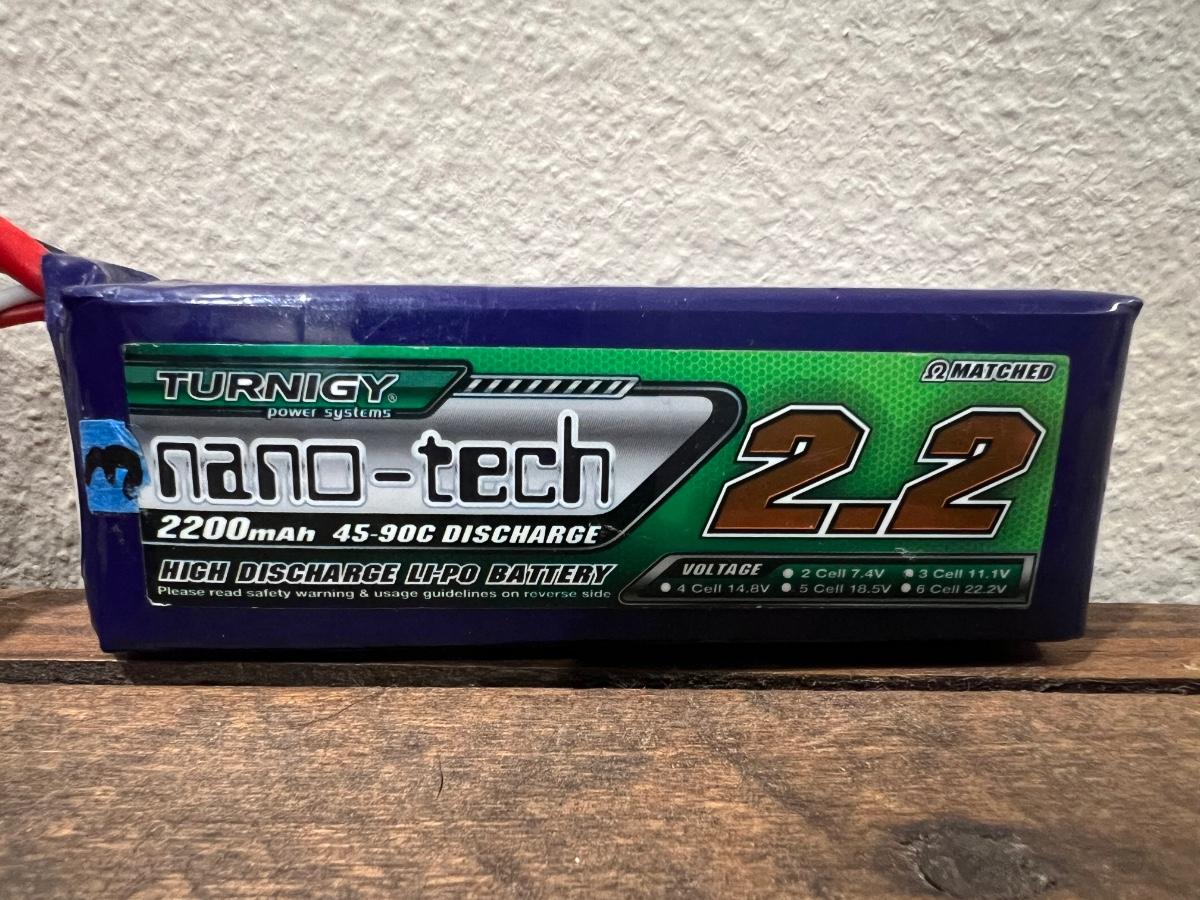 TURNIGY®
power systems
nano-tech
2200mAh 45-90C DISCHARGE
HIGH DISCHARGE LI-PO BATTERY
Please read safety warning & usage guidelines on reverse side
ΩMATCHED
2.2
VOLTAGE 2 Cell 7.4V 3 Cell 11.1V
4 Cell 14.8V 5 Cell 18.5V 6 Cell 22.2V
3